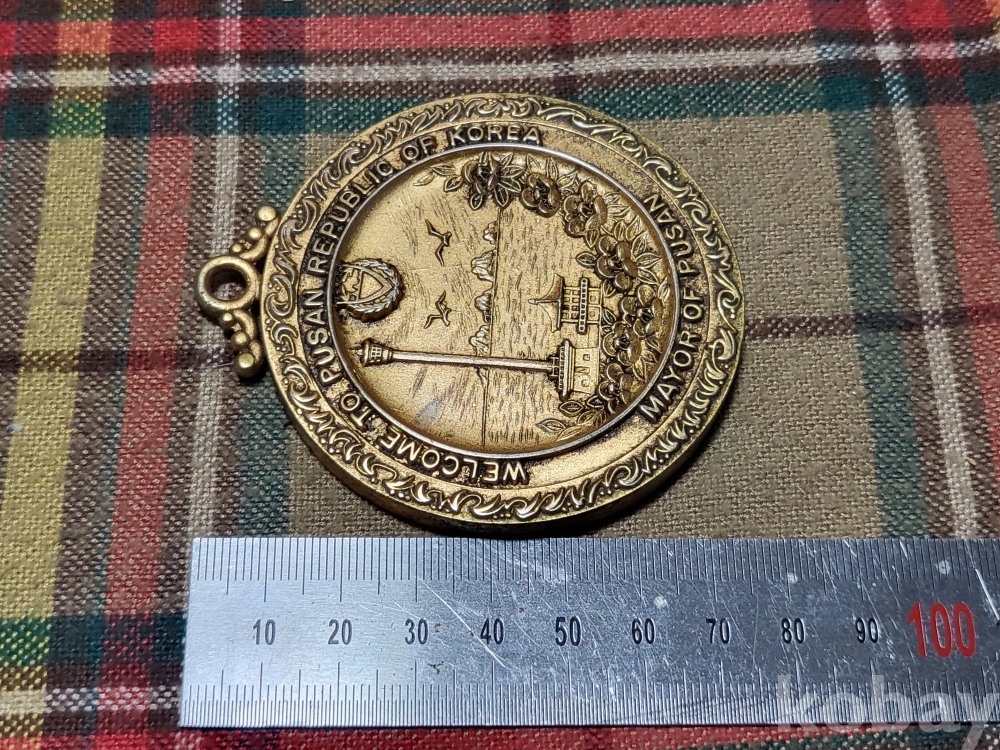 WELCOME TO PUSAN REPUBLIC OF KOREA
MAYOR OF PUSAN
10 20 30 40 50 60 70 80 90 100
kobay